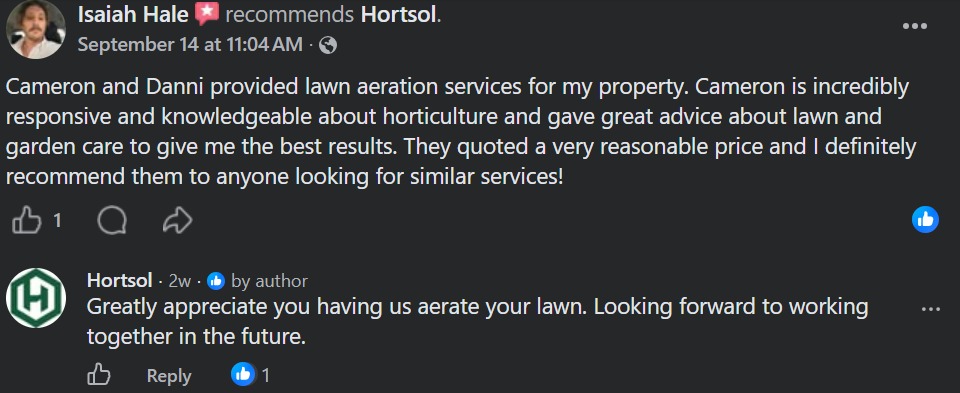 Isaiah Hale recommends Hortsol.
September 14 at 11:04 AM ·
Cameron and Danni provided lawn aeration services for my property. Cameron is incredibly
responsive and knowledgeable about horticulture and gave great advice about lawn and
garden care to give me the best results. They quoted a very reasonable price and I definitely
recommend them to anyone looking for similar services!
1
Hortsol · 2w · by author
Greatly appreciate you having us aerate your lawn. Looking forward to working
together in the future.
Reply 1